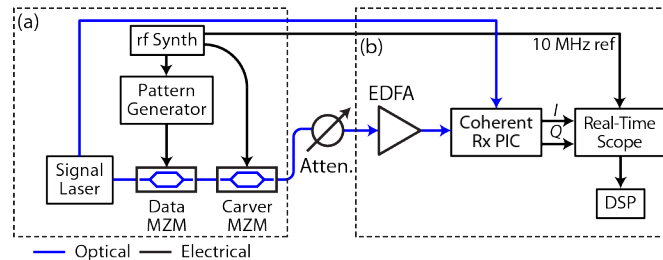 (a)
rf Synth
Pattern
Generator
Signal
Laser
Data
MZM
Carver
MZM
Atten.
(b)
10 MHz ref
EDFA
Coherent
Rx PIC
I
Q
Real-Time
Scope
DSP
Optical
Electrical